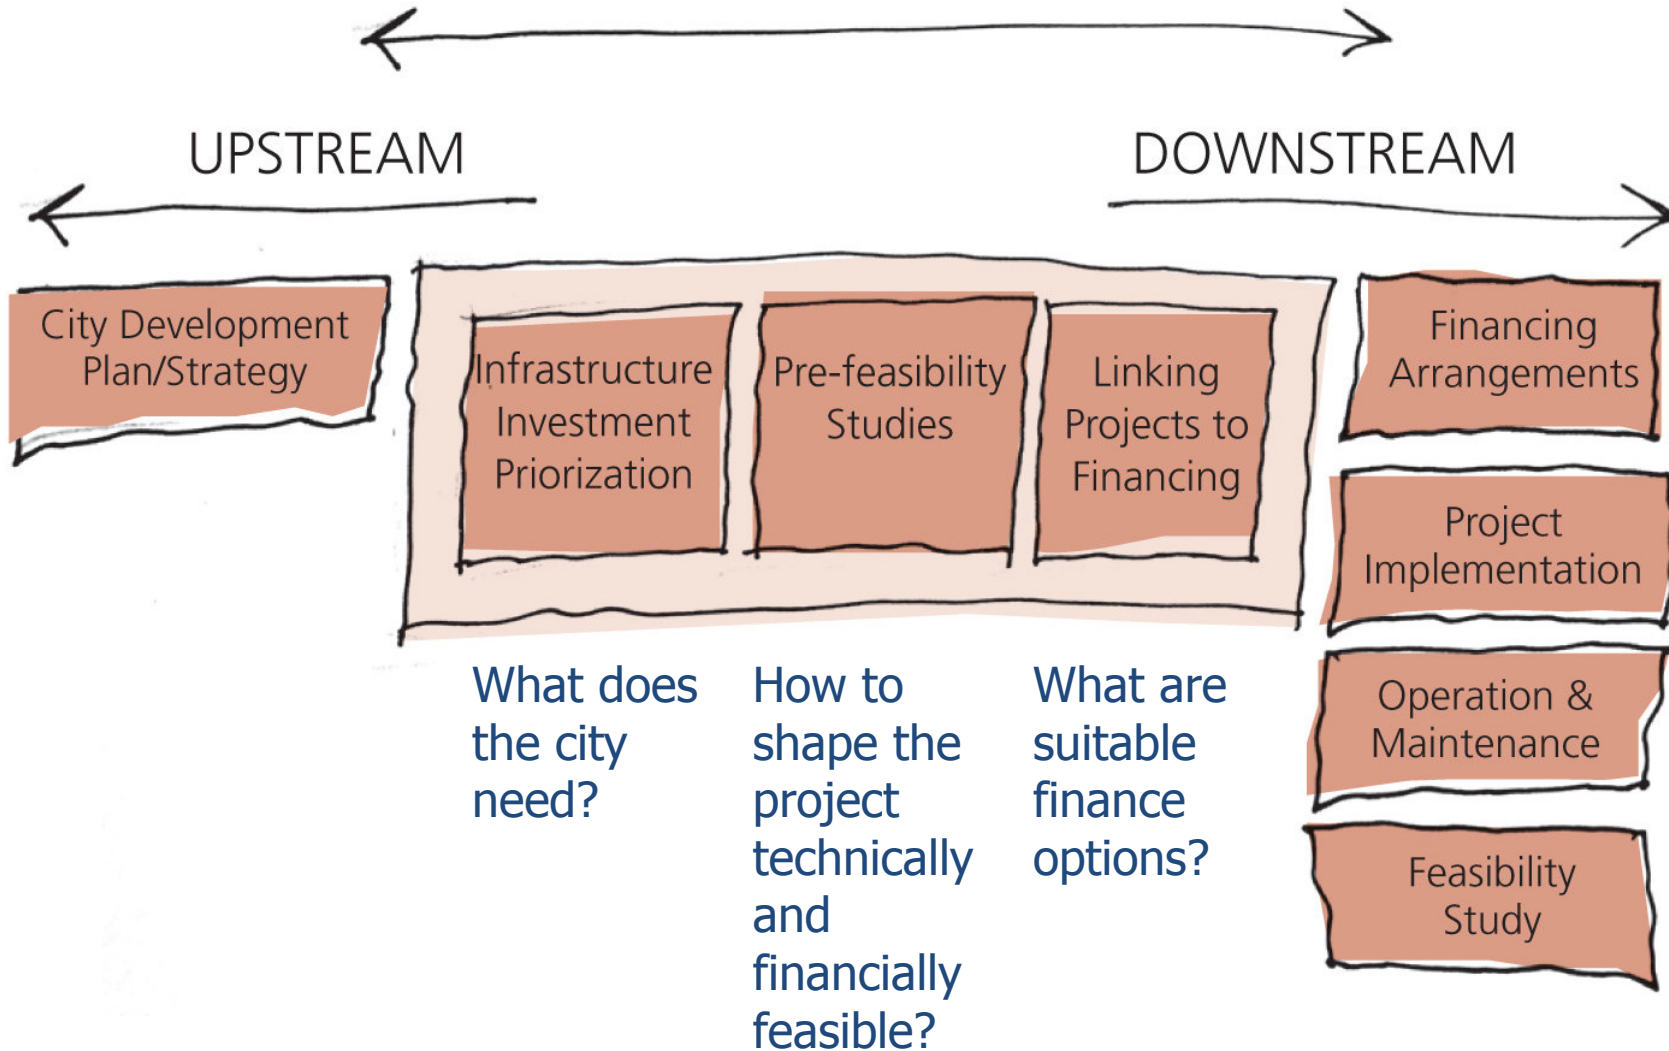 UPSTREAM
DOWNSTREAM
City Development
Plan/Strategy
Infrastructure
Investment
Priorization
Pre-feasibility
Studies
Linking
Projects to
Financing
Financing
Arrangements
Project
Implementation
Operation &
Maintenance
Feasibility
Study
What does
the city
need?
How to
shape the
project
technically
and
financially
feasible?
What are
suitable
finance
options?